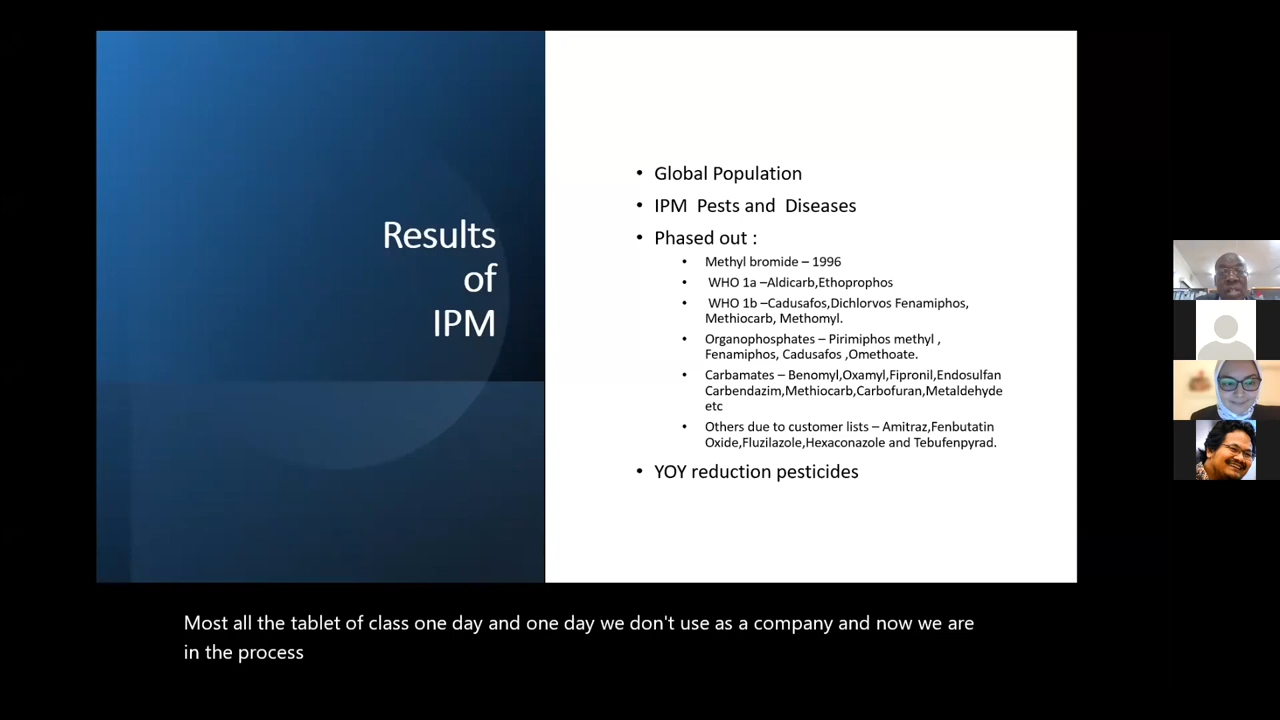 Results
of
IPM
• Global Population
• IPM Pests and Diseases
• Phased out :
• Methyl bromide – 1996
• WHO 1a –Aldicarb,Ethoprophos
• WHO 1b –Cadusafos,Dichlorvos Fenamiphos,
Methiocarb, Methomyl.
• Organophosphates – Pirimiphos methyl ,
Fenamiphos, Cadusafos ,Omethoate.
• Carbamates – Benomyl,Oxamyl,Fipronil,Endosulfan
Carbendazim,Methiocarb,Carbofuran,Metaldehyde
etc
• Others due to customer lists – Amitraz,Fenbutatin
Oxide,Fluzilazole,Hexaconazole and Tebufenpyrad.
• YOY reduction pesticides
Most all the tablet of class one day and one day we don't use as a company and now we are
in the process